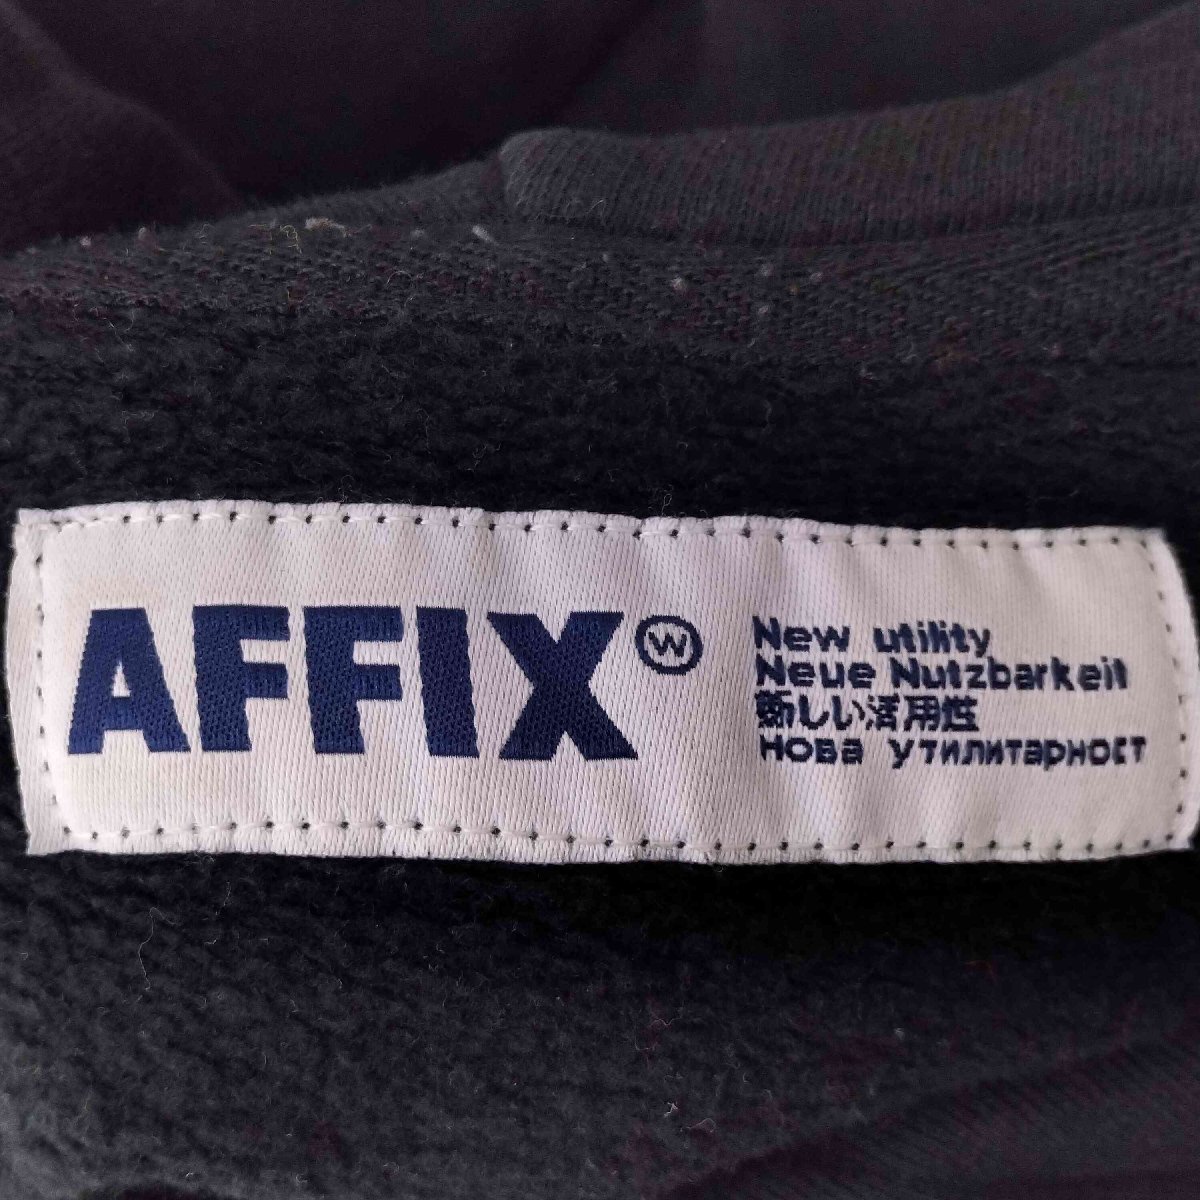 AFFIX Ⓦ
New utility
Neue Nutzbarkeit
新しい活用性
Нова утилитарност